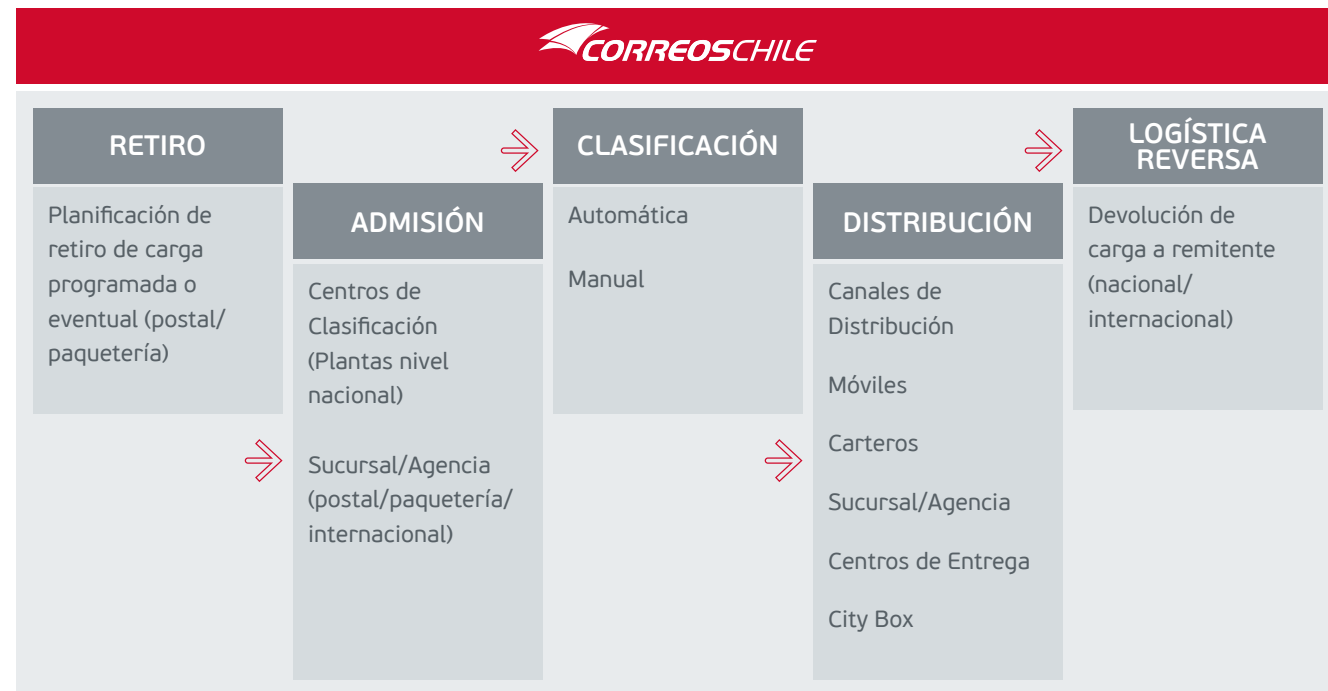 CORREOSCHILE
RETIRO
Planificación de
retiro de carga
programada o
eventual (postal/
paquetería)
ADMISIÓN
Centros de
Clasificación
(Plantas nivel
nacional)
Sucursal/Agencia
(postal/paquetería/
internacional)
CLASIFICACIÓN
Automática
Manual
DISTRIBUCIÓN
Canales de
Distribución
Móviles
Carteros
Sucursal/Agencia
Centros de Entrega
City Box
LOGÍSTICA
REVERSA
Devolución de
carga a remitente
(nacional/
internacional)